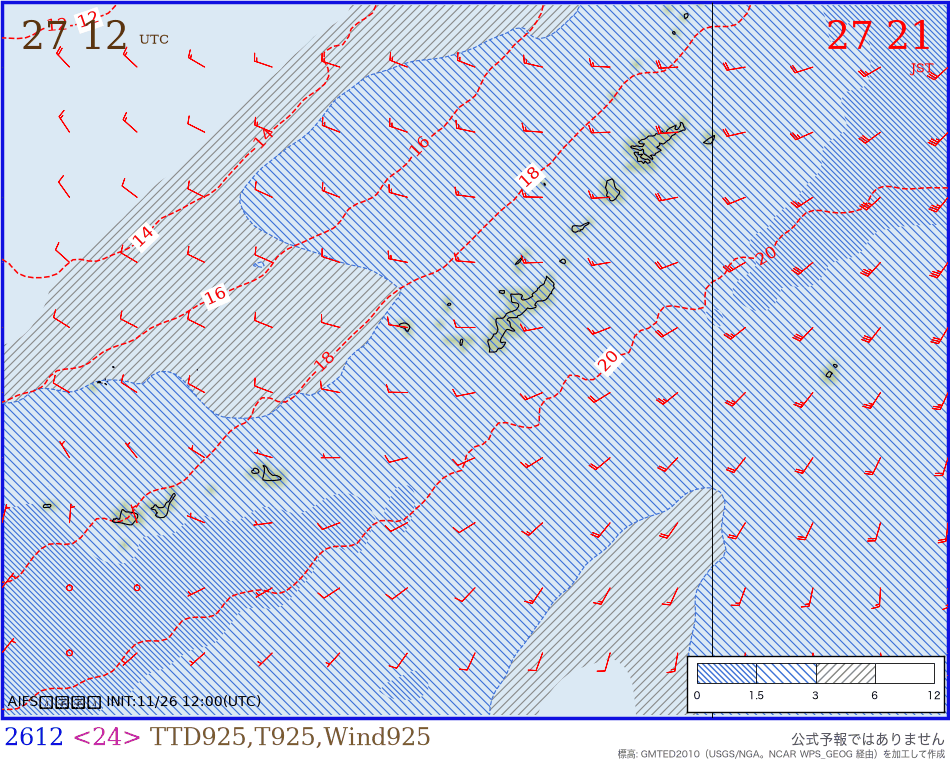 12 12
27 12 UTC
27 21
JST
14
16
18
14
20
16
18
20
AIFS INIT:11/26 12:00(UTC)
0 1.5 3 6 12
2612 <24> TTD925,T925,Wind925
公式予報ではありません
標高: GMTED2010（USGS/NGA。NCAR WPS_GEOG 経由）を加工して作成